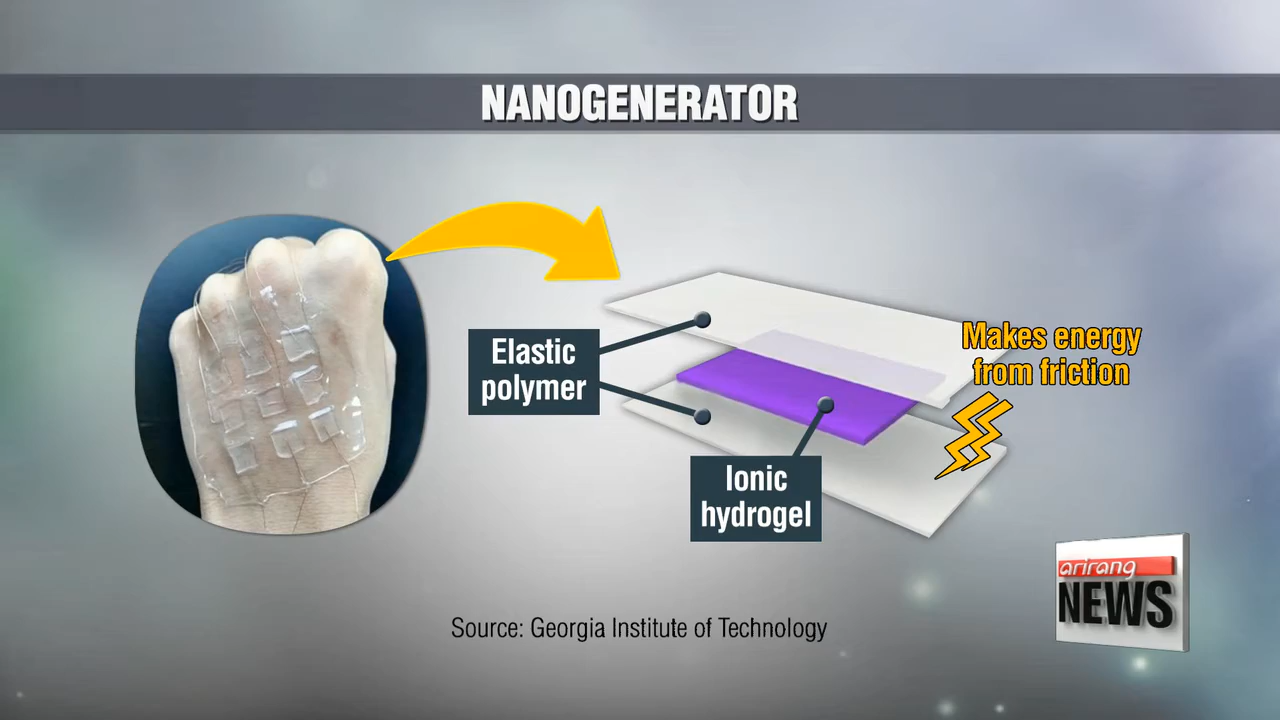 NANOGENERATOR
Elastic
polymer
Makes energy
from friction
Ionic
hydrogel
arirang
NEWS
Source: Georgia Institute of Technology